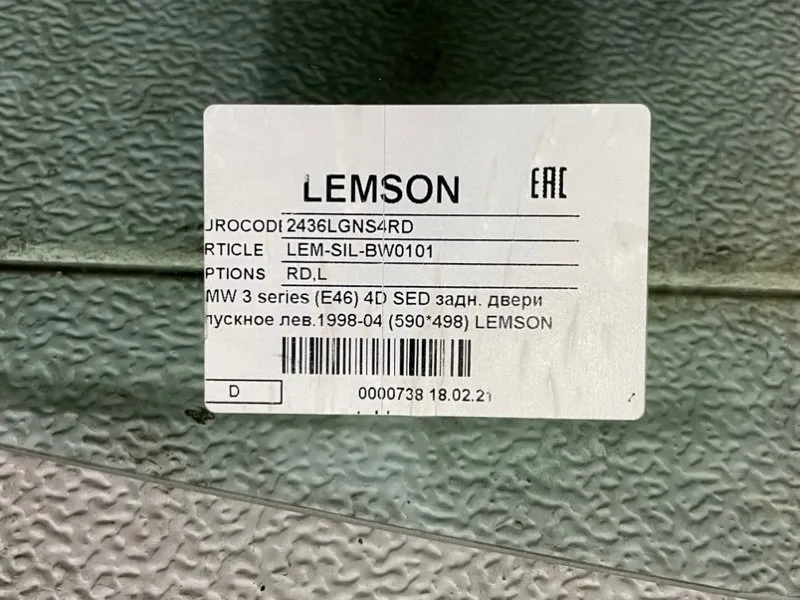 LEMSON EAC
UROCODE 2436LGNS4RD
RTICLE LEM-SIL-BW0101
PTIONS RD,L
MW 3 series (E46) 4D SED задн. двери
пускное лев.1998-04 (590*498) LEMSON
D 0000738 18.02.21